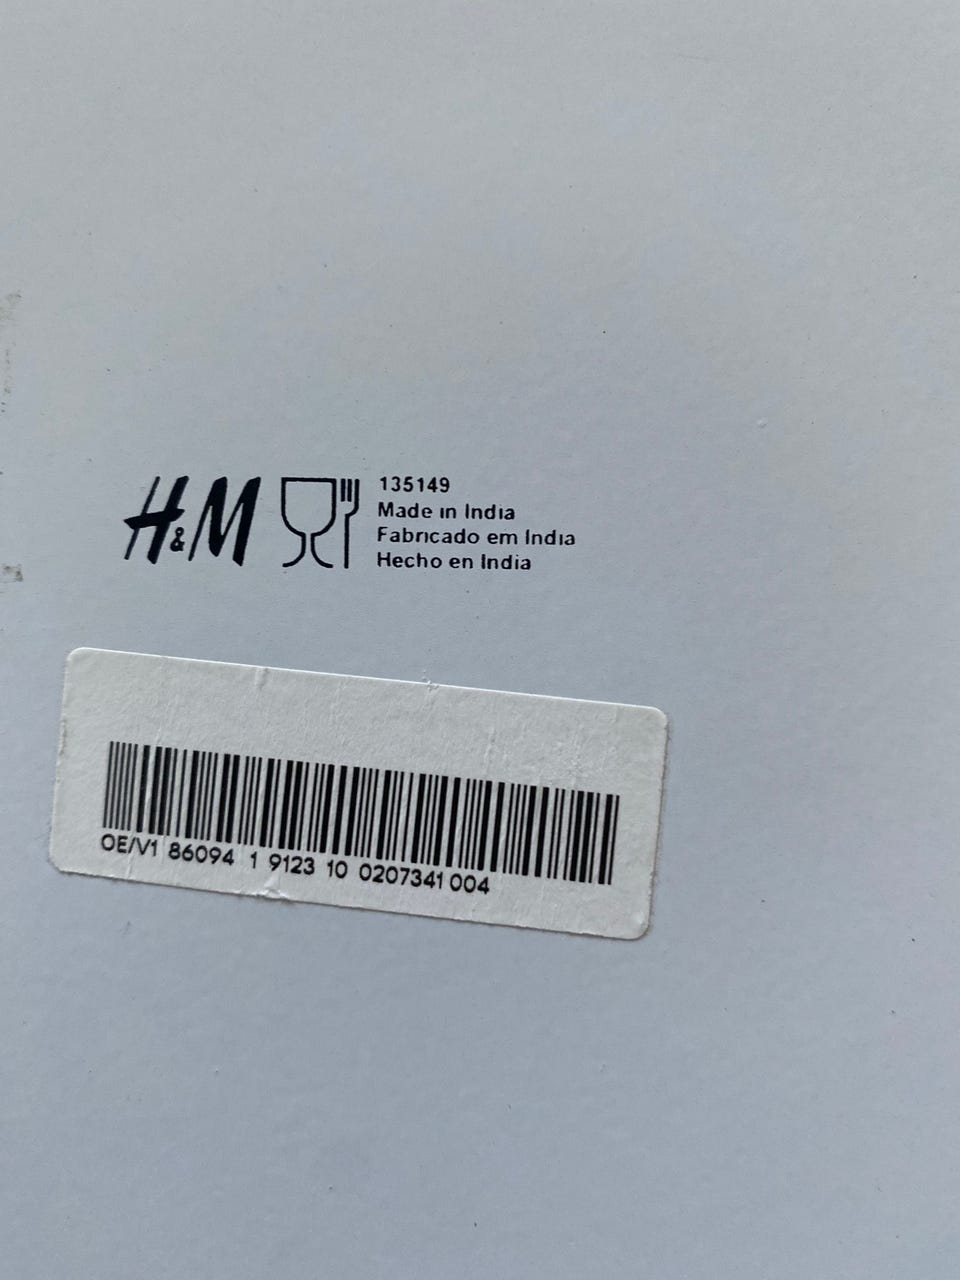 H&M
135149
Made in India
Fabricado em India
Hecho en India
OE/V1 86094 1 9123 10 0207341 004